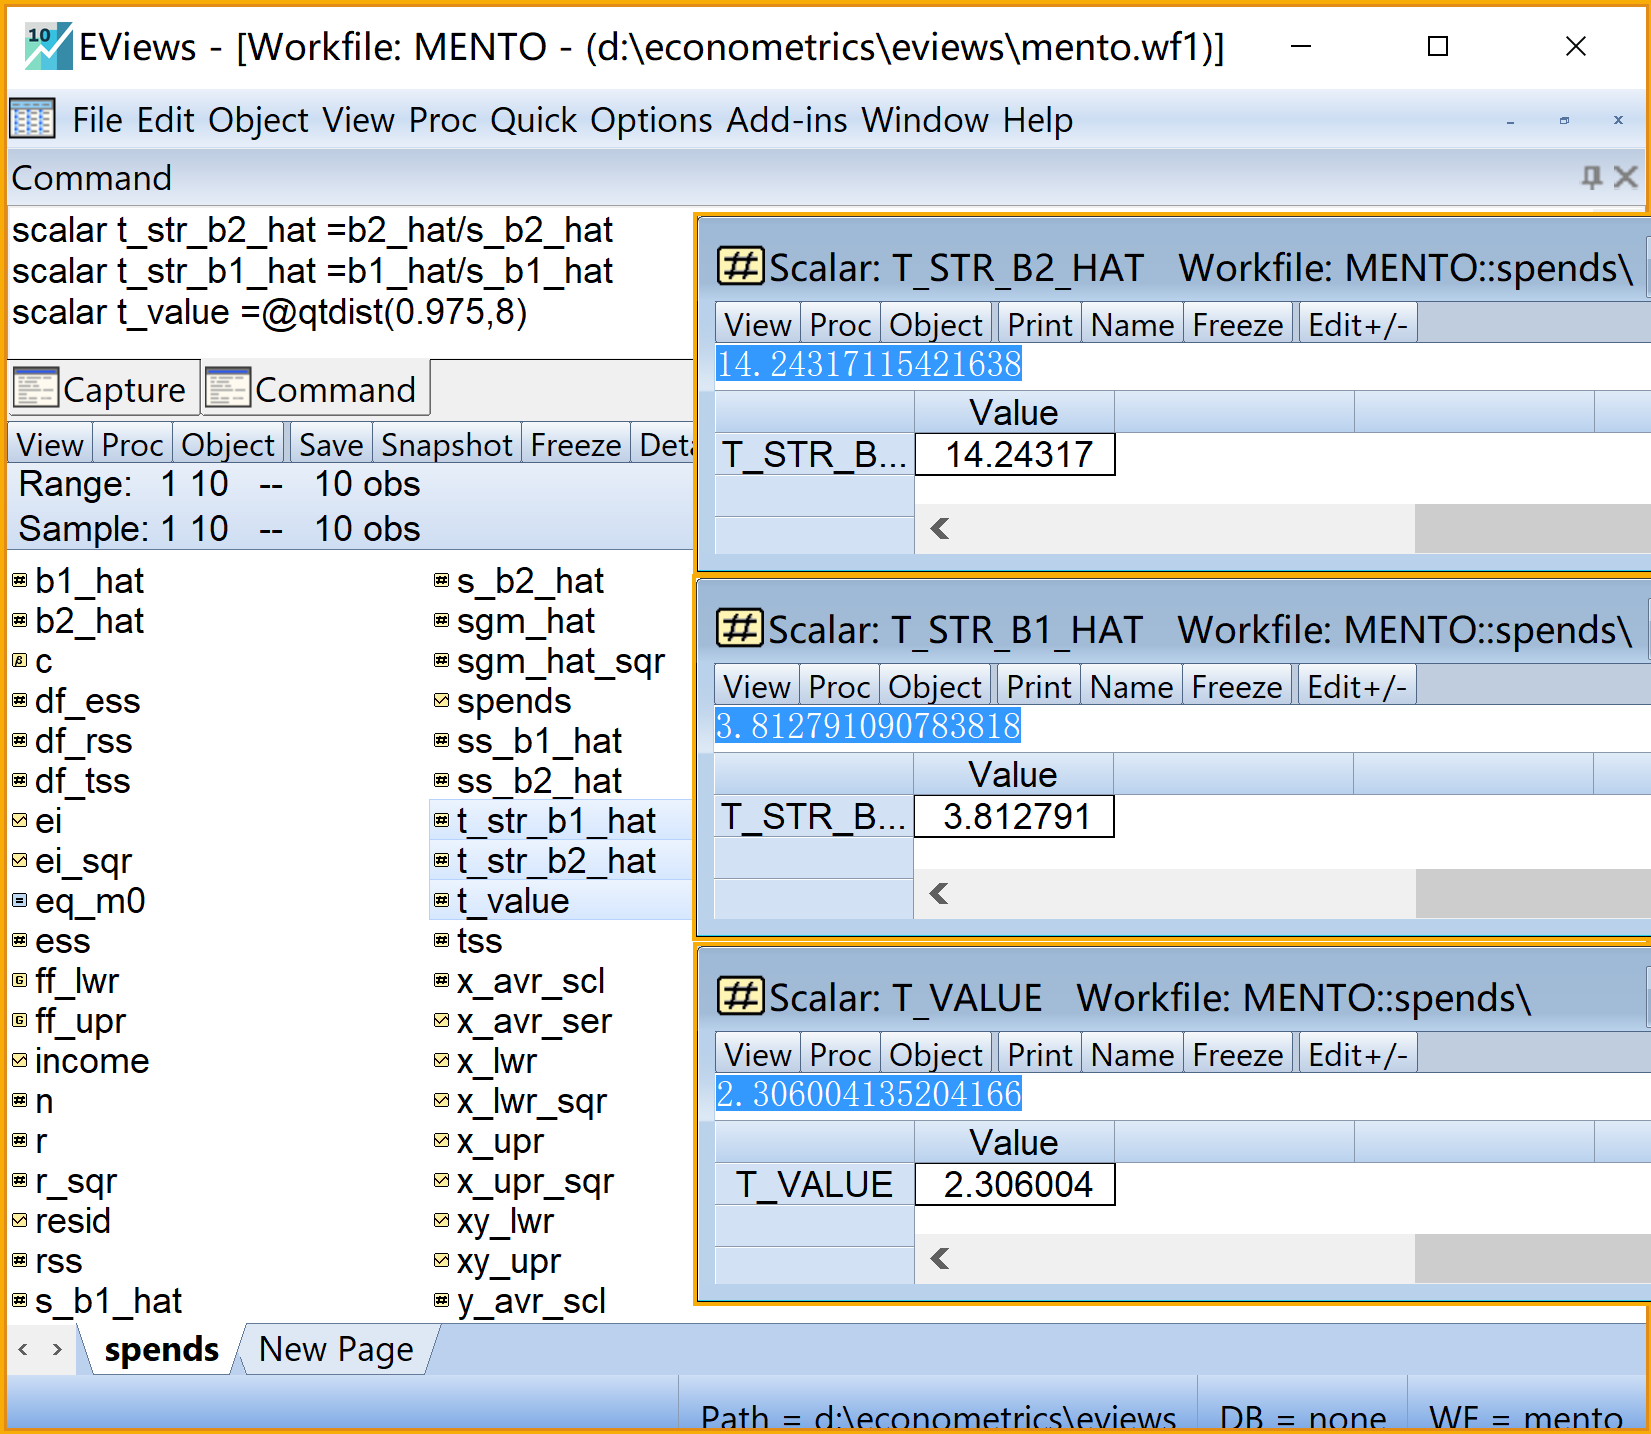 10 EViews - [Workfile: MENTO - (d:\econometrics\eviews\mento.wf1)]
File Edit Object View Proc Quick Options Add-ins Window Help
Command
scalar t_str_b2_hat =b2_hat/s_b2_hat
scalar t_str_b1_hat =b1_hat/s_b1_hat
scalar t_value =@qtdist(0.975,8)
Capture Command
View Proc Object Save Snapshot Freeze
Range: 1 10 -- 10 obs
Sample: 1 10 -- 10 obs
b1_hat
b2_hat
c
df_ess
df_rss
df_tss
ei
ei_sqr
eq_m0
ess
ff_lwr
ff_upr
income
n
r
r_sqr
resid
rss
s_b1_hat
s_b2_hat
sgm_hat
sgm_hat_sqr
spends
ss_b1_hat
ss_b2_hat
t_str_b1_hat
t_str_b2_hat
t_value
tss
x_avr_scl
x_avr_ser
x_lwr
x_lwr_sqr
x_upr
x_upr_sqr
xy_lwr
xy_upr
y_avr_scl
spends New Page
Scalar: T_STR_B2_HAT Workfile: MENTO::spends\
View Proc Object Print Name Freeze Edit+/-
14.24317115421638
Value
T_STR_B... 14.24317
Scalar: T_STR_B1_HAT Workfile: MENTO::spends\
View Proc Object Print Name Freeze Edit+/-
3.812791090783818
Value
T_STR_B... 3.812791
Scalar: T_VALUE Workfile: MENTO::spends\
View Proc Object Print Name Freeze Edit+/-
2.306004135204166
Value
T_VALUE 2.306004
Path = d:\econometrics\eviews DB = none WF = mento